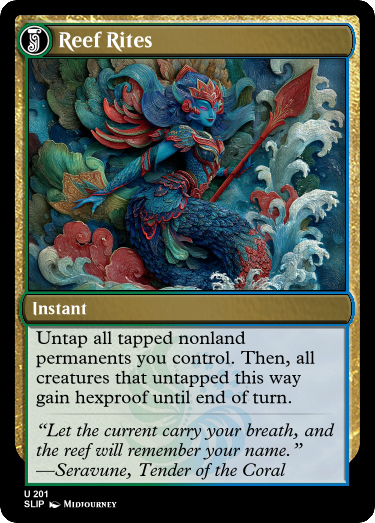 Reef Rites
Instant
Untap all tapped nonland
permanents you control. Then, all
creatures that untapped this way
gain hexproof until end of turn.
“Let the current carry your breath, and
the reef will remember your name.”
—Seravune, Tender of the Coral
U 201
SLIP Midjourney